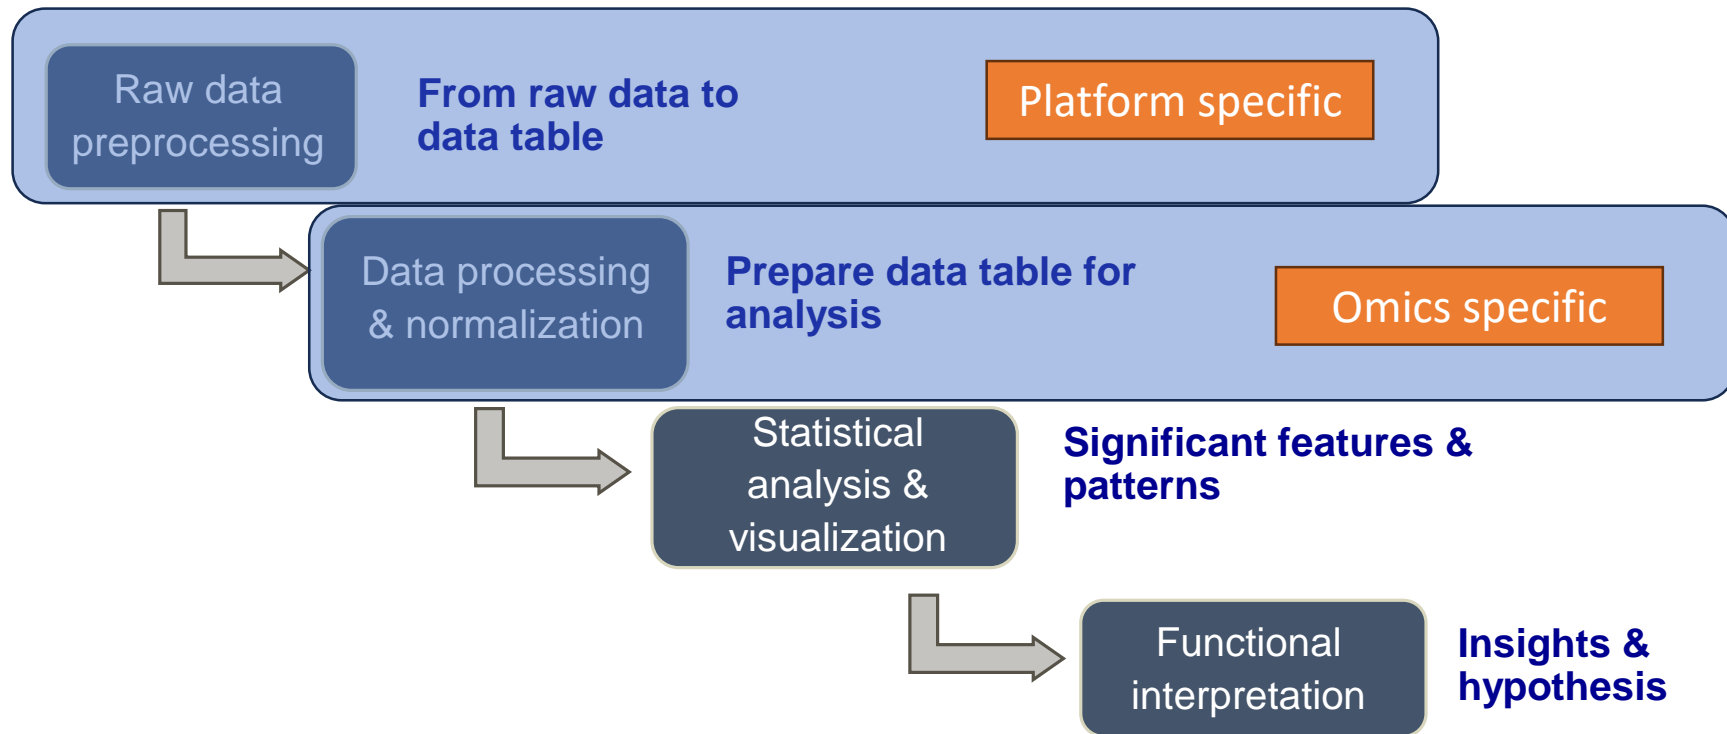 Raw data
preprocessing
From raw data to
data table
Platform specific
Data processing
& normalization
Prepare data table for
analysis
Omics specific
Statistical
analysis &
visualization
Significant features &
patterns
Functional
interpretation
Insights &
hypothesis